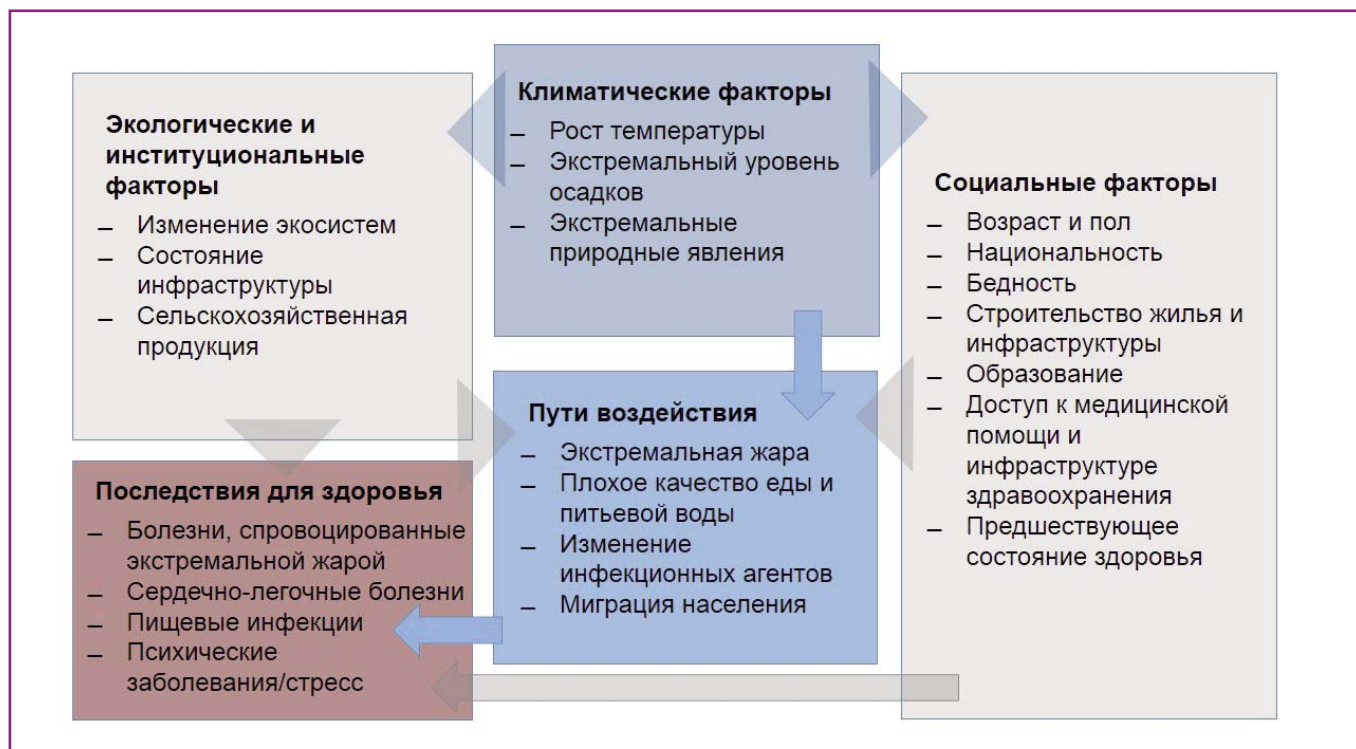 Экологические и
институциональные
факторы
– Изменение экосистем
– Состояние
инфраструктуры
– Сельскохозяйственная
продукция
Климатические факторы
– Рост температуры
– Экстремальный уровень
осадков
– Экстремальные
природные явления
Социальные факторы
– Возраст и пол
– Национальность
– Бедность
– Строительство жилья и
инфраструктуры
– Образование
– Доступ к медицинской
помощи и
инфраструктуре
здравоохранения
– Предшествующее
состояние здоровья
Пути воздействия
– Экстремальная жара
– Плохое качество еды и
питьевой воды
– Изменение
инфекционных агентов
– Миграция населения
Последствия для здоровья
– Болезни, спровоцированные
экстремальной жарой
– Сердечно-легочные болезни
– Пищевые инфекции
– Психические
заболевания/стресс